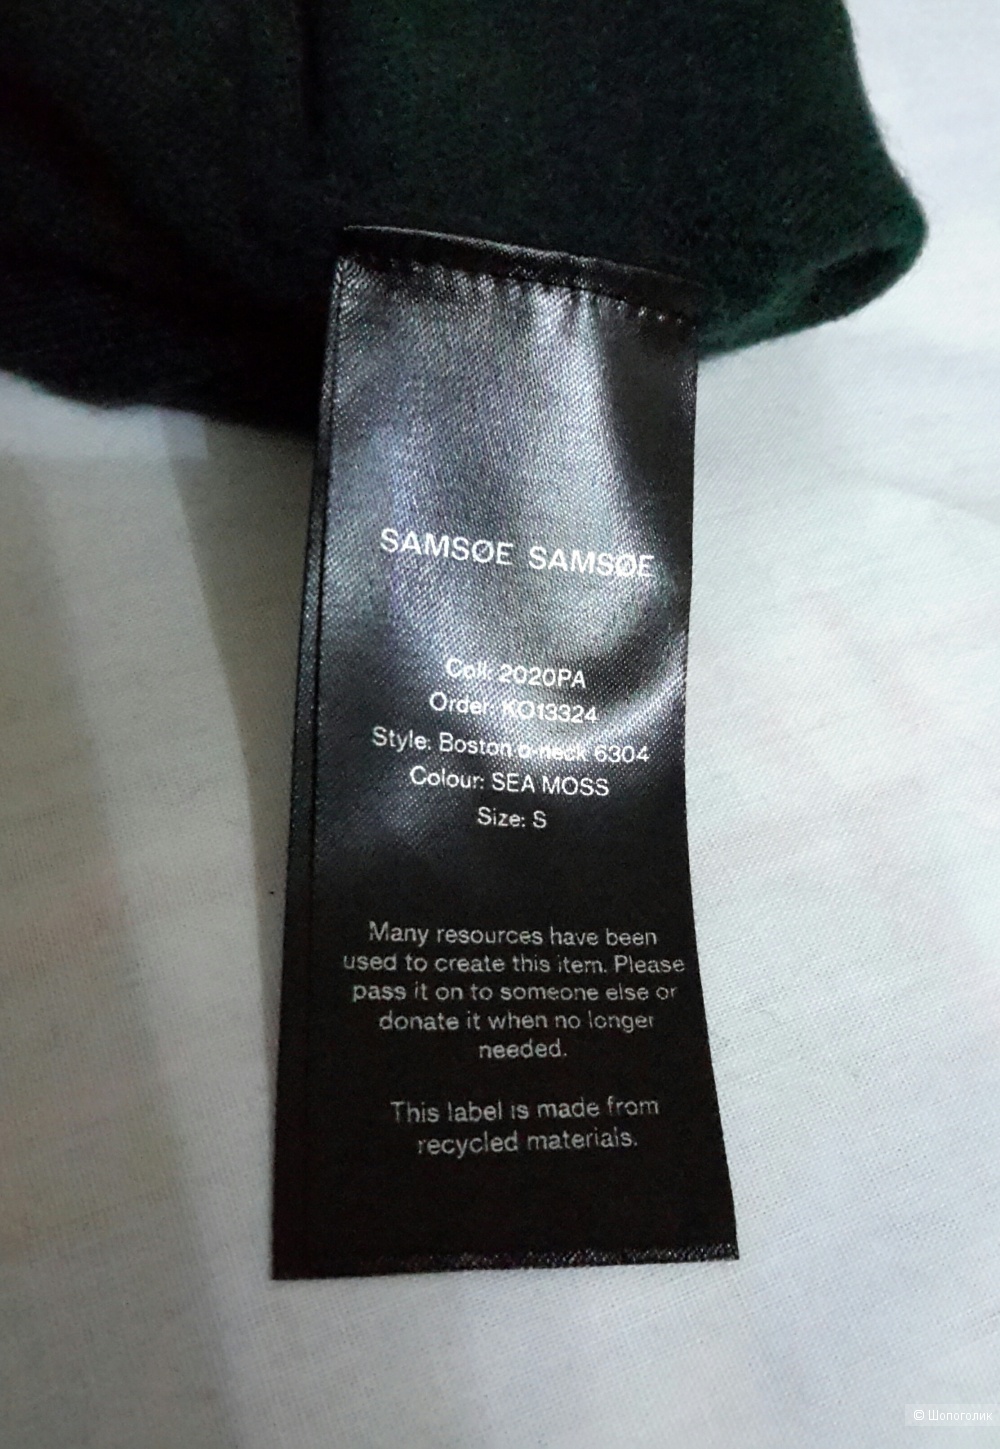 SAMSØE SAMSØE
Coll: 2020PA
Order: KO13324
Style: Boston o-neck 6304
Colour: SEA MOSS
Size: S
Many resources have been
used to create this item. Please
pass it on to someone else or
donate it when no longer
needed.
This label is made from
recycled materials.
© Шопоголик